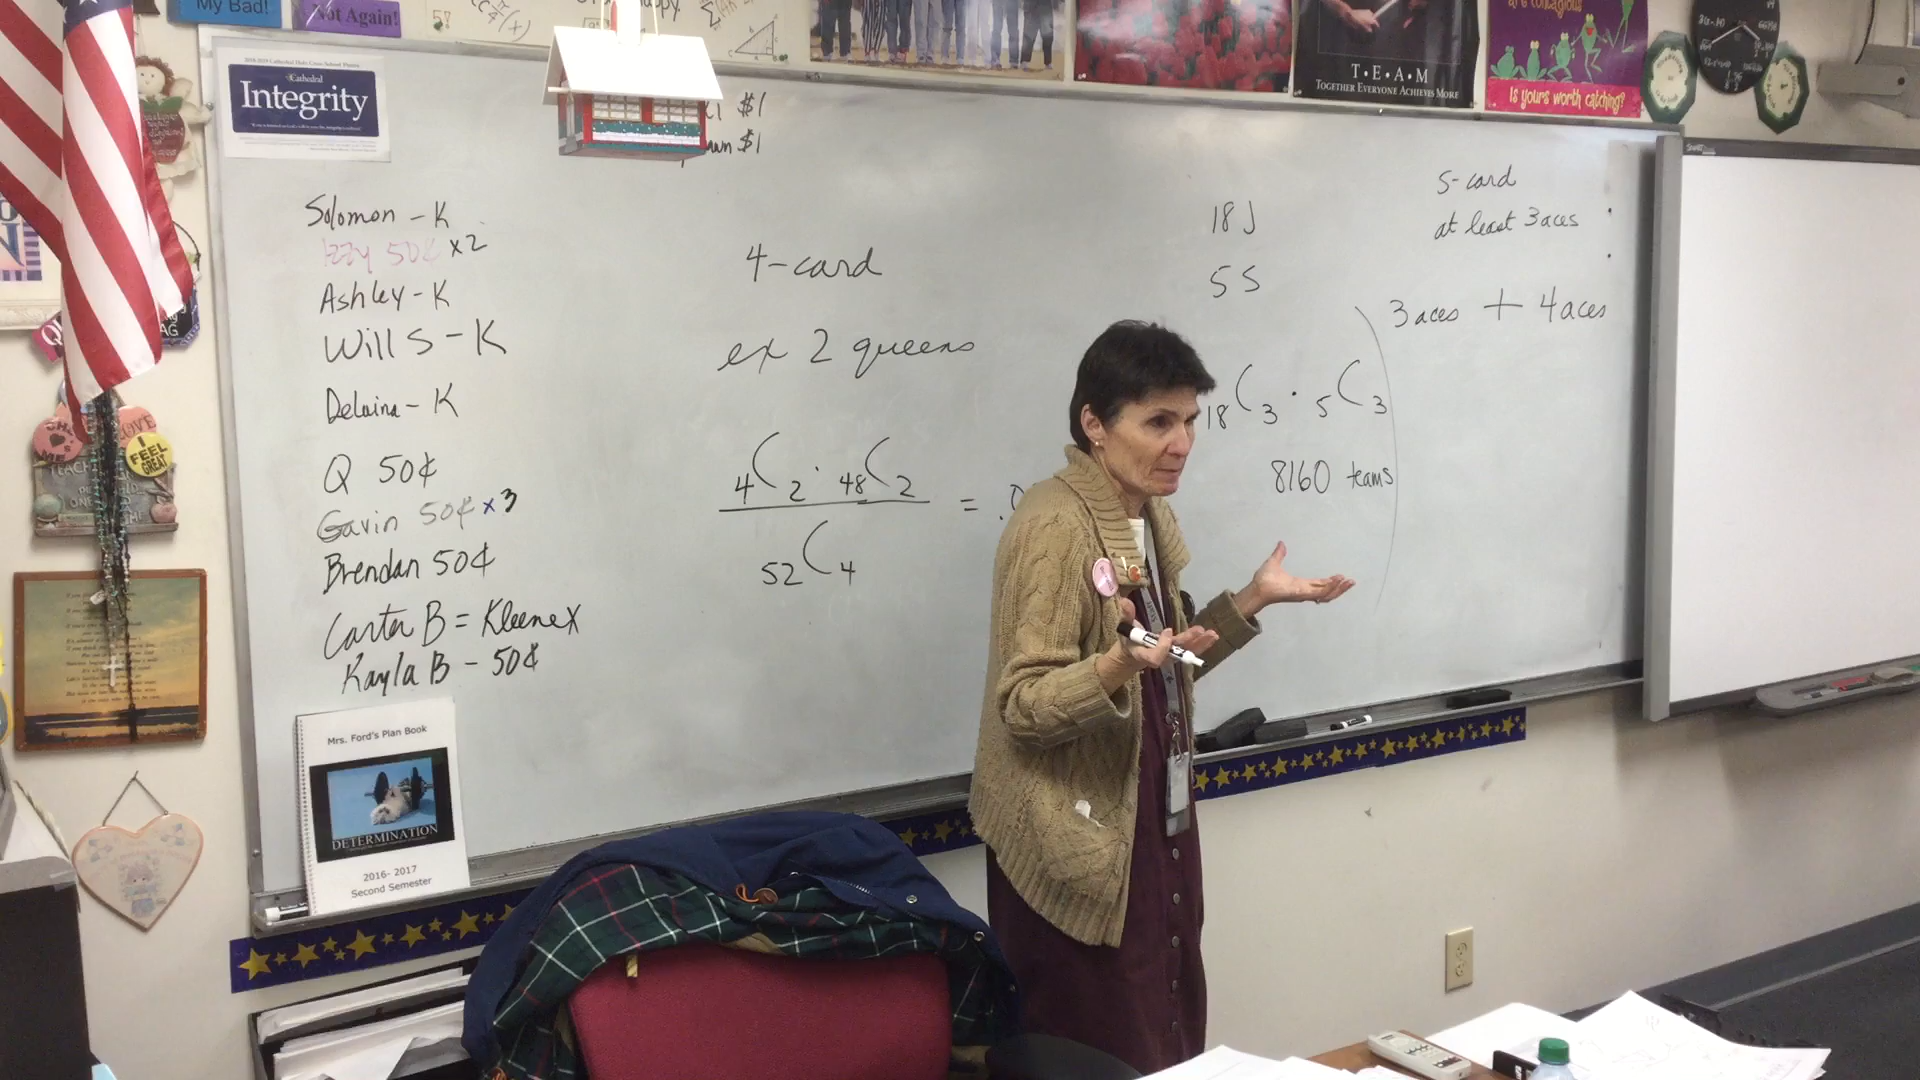 My Bad!
Not Again!
Cathedral
Integrity
$1
$1
T•E•A•M
TOGETHER EVERYONE ACHIEVES MORE
are contagious
Is yours worth catching?
Solomon - K
Izzy 50¢ x2
Ashley - K
Will S - K
Delaina - K
Q 50¢
Gavin 50¢ x3
Brendan 50¢
Carter B = Kleenex
Kayla B - 50¢
4-card
ex 2 queens
4C2 · 48C2
52C4
= .0
18 J
5 S
18C3 · 5C3
8160 teams
5-card
at least 3 aces
3 aces + 4 aces
I FEEL GREAT
Mrs. Ford's Plan Book
DETERMINATION
2016- 2017
Second Semester